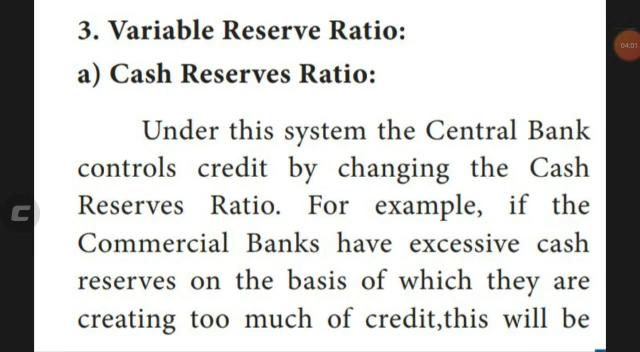 3. Variable Reserve Ratio:
a) Cash Reserves Ratio:
Under this system the Central Bank
controls credit by changing the Cash
Reserves Ratio. For example, if the
Commercial Banks have excessive cash
reserves on the basis of which they are
creating too much of credit,this will be
04:01